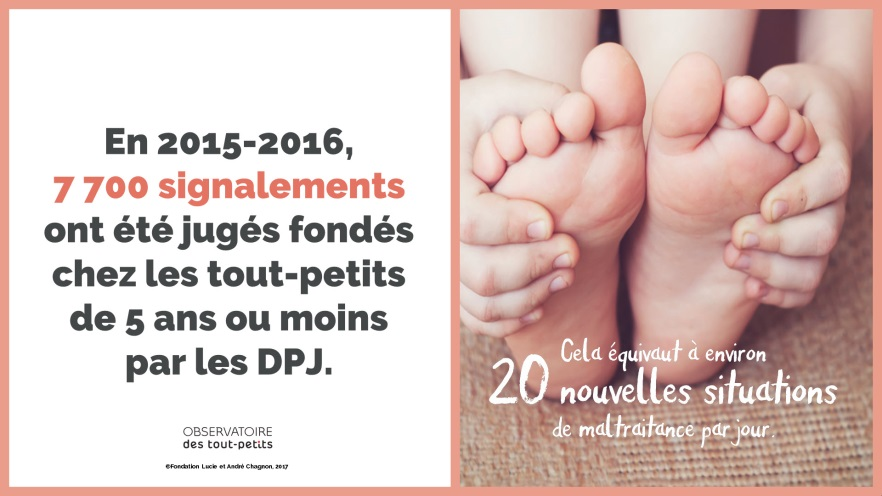 En 2015-2016,
7 700 signalements
ont été jugés fondés
chez les tout-petits
de 5 ans ou moins
par les DPJ.
OBSERVATOIRE
des tout-petits
©Fondation Lucie et André Chagnon, 2017
Cela équivaut à environ
20 nouvelles situations
de maltraitance par jour.